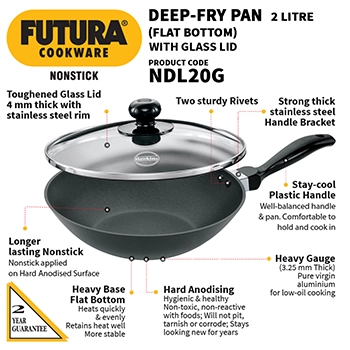 FUTURA®
COOKWARE
NONSTICK
DEEP-FRY PAN 2 LITRE
(FLAT BOTTOM)
WITH GLASS LID
PRODUCT CODE
NDL20G
Toughened Glass Lid
4 mm thick with
stainless steel rim
Two sturdy Rivets
Strong thick
stainless steel
Handle Bracket
Hawkins
Stay-cool
Plastic Handle
Well-balanced handle
& pan. Comfortable to
hold and cook in
Longer
lasting Nonstick
Nonstick applied
on Hard Anodised Surface
Heavy Base
Flat Bottom
Heats quickly
& evenly
Retains heat well
More stable
Hard Anodising
Hygienic & healthy
Non-toxic, non-reactive
with foods; Will not pit,
tarnish or corrode; Stays
looking new for years
Heavy Gauge
(3.25 mm Thick)
Pure virgin
aluminium
for low-oil cooking
2
YEAR
GUARANTEE